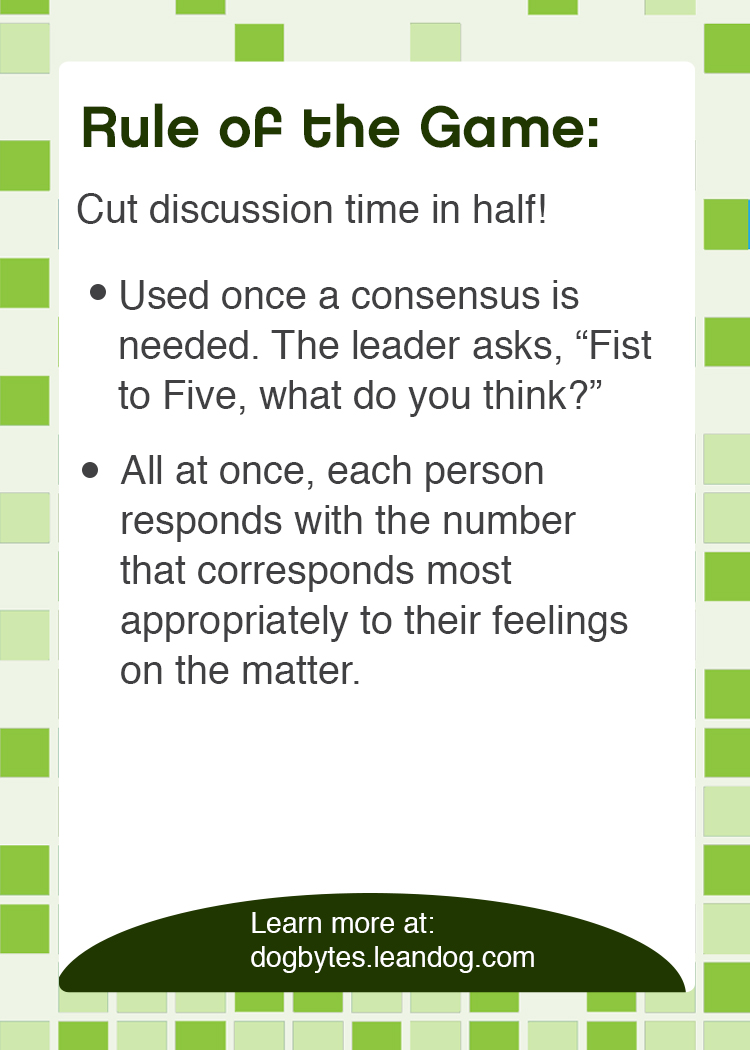 Rule of the Game:
Cut discussion time in half!
• Used once a consensus is
needed. The leader asks, “Fist
to Five, what do you think?”
• All at once, each person
responds with the number
that corresponds most
appropriately to their feelings
on the matter.
Learn more at:
dogbytes.leandog.com